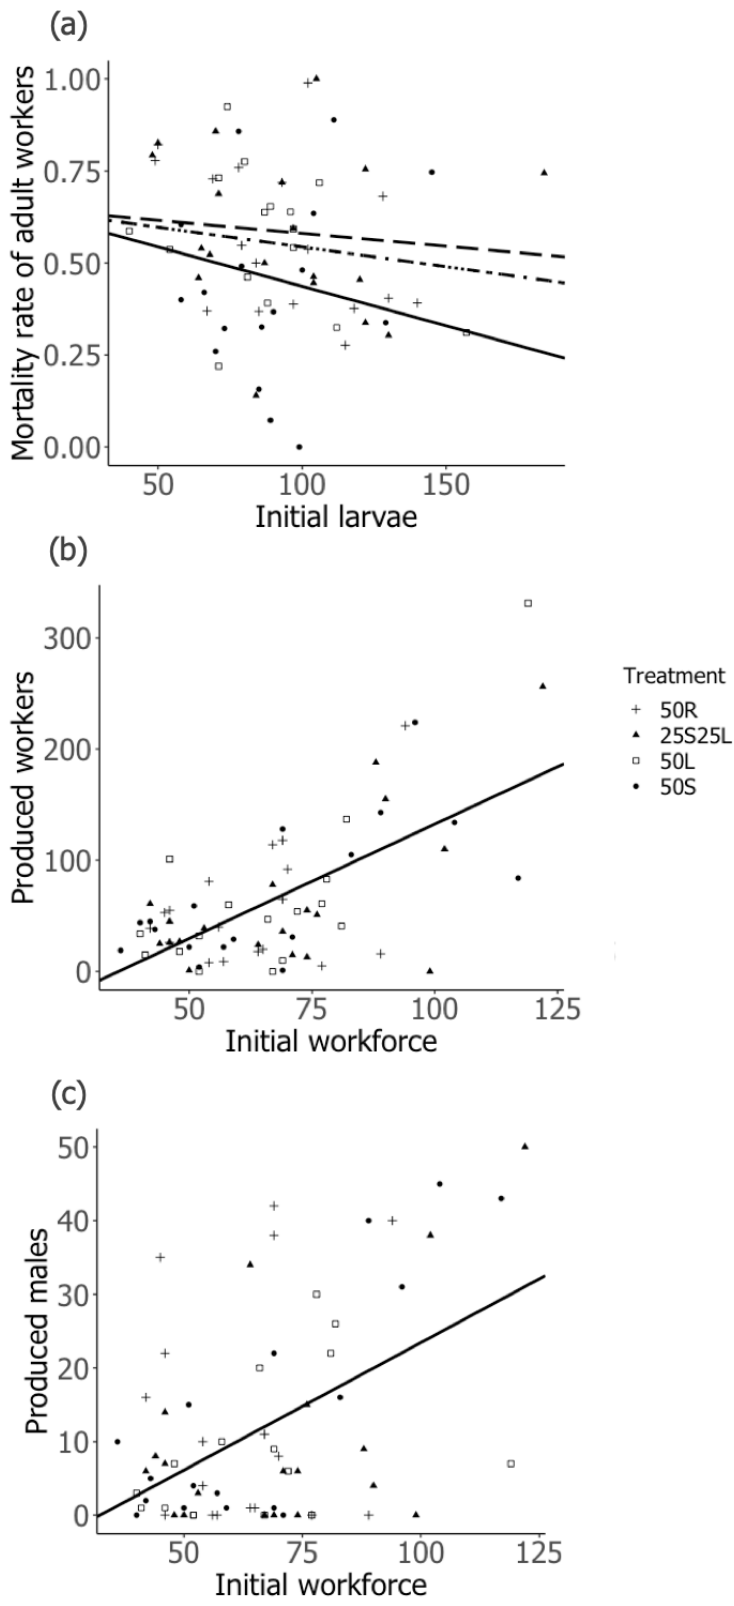 (a)
Mortality rate of adult workers
1.00
0.75
0.50
0.25
0.00
50 100 150
Initial larvae
(b)
Produced workers
300
200
100
0
50 75 100 125
Initial workforce
Treatment
50R
25S25L
50L
50S
(c)
Produced males
50
40
30
20
10
0
50 75 100 125
Initial workforce